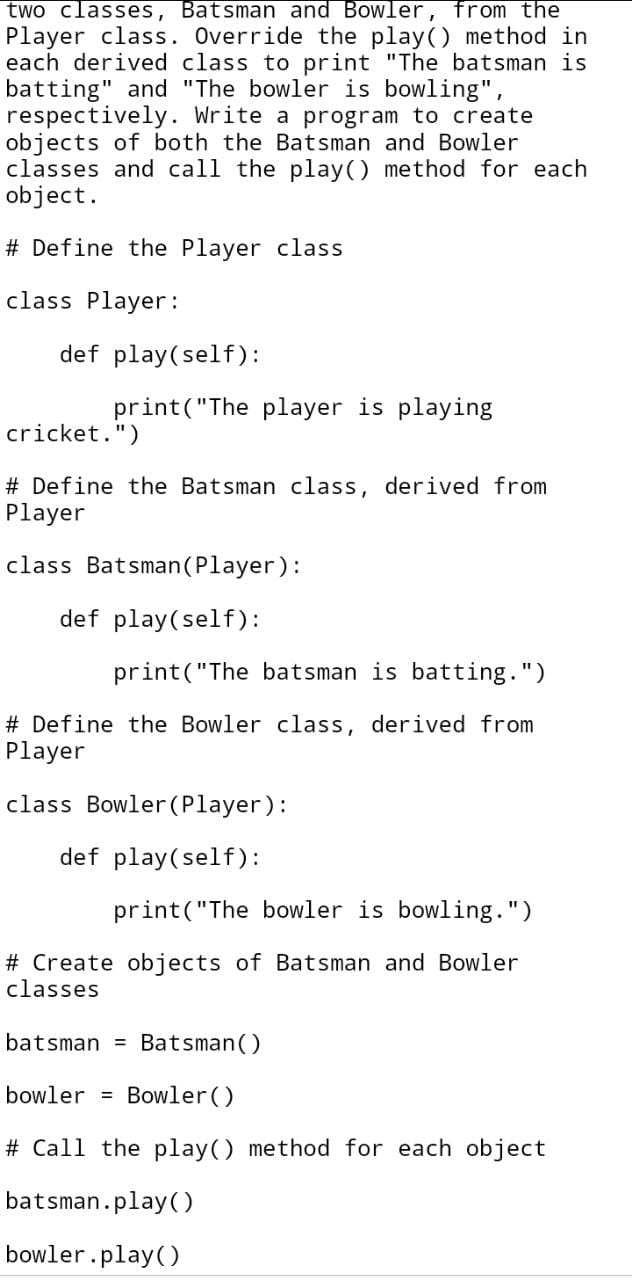 two classes, Batsman and Bowler, from the
Player class. Override the play() method in
each derived class to print "The batsman is
batting" and "The bowler is bowling",
respectively. Write a program to create
objects of both the Batsman and Bowler
classes and call the play() method for each
object.
# Define the Player class
class Player:
    def play(self):
        print("The player is playing
cricket.")
# Define the Batsman class, derived from
Player
class Batsman(Player):
    def play(self):
        print("The batsman is batting.")
# Define the Bowler class, derived from
Player
class Bowler(Player):
    def play(self):
        print("The bowler is bowling.")
# Create objects of Batsman and Bowler
classes
batsman = Batsman()
bowler = Bowler()
# Call the play() method for each object
batsman.play()
bowler.play()